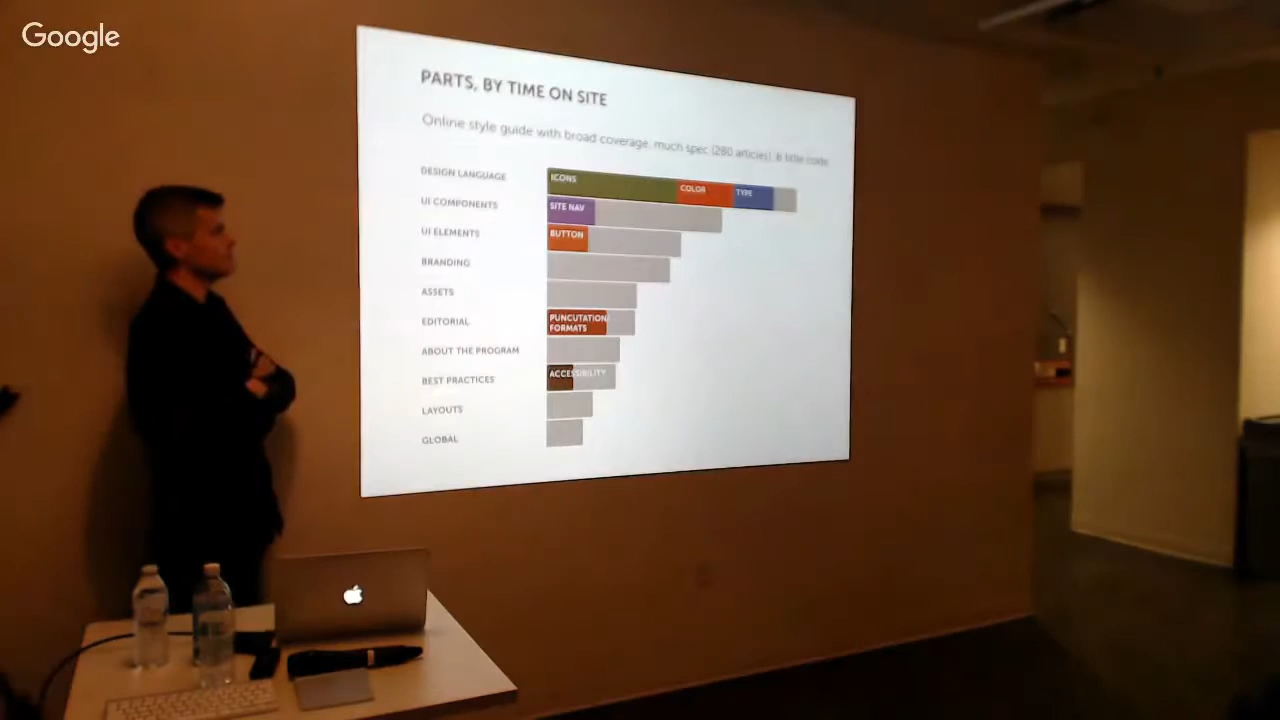 Google
PARTS, BY TIME ON SITE
Online style guide with broad coverage, much spec (280 articles), & little code
DESIGN LANGUAGE
ICONS
COLOR
TYPE
UI COMPONENTS
SITE NAV
UI ELEMENTS
BUTTON
BRANDING
ASSETS
EDITORIAL
PUNCUTATION/
FORMATS
ABOUT THE PROGRAM
BEST PRACTICES
ACCESSIBILITY
LAYOUTS
GLOBAL